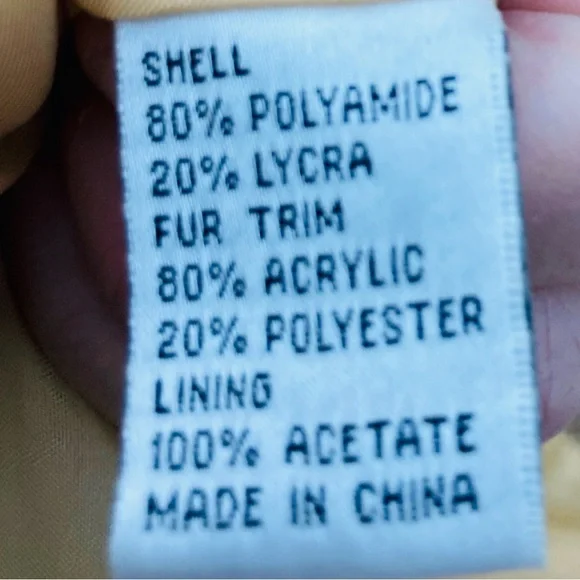 SHELL
80% POLYAMIDE
20% LYCRA
FUR TRIM
80% ACRYLIC
20% POLYESTER
LINING
100% ACETATE
MADE IN CHINA